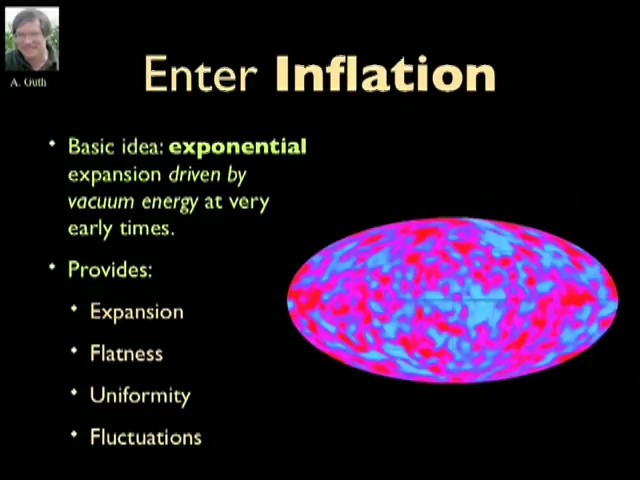 A. Guth
Enter Inflation
• Basic idea: exponential
expansion driven by
vacuum energy at very
early times.
• Provides:
• Expansion
• Flatness
• Uniformity
• Fluctuations